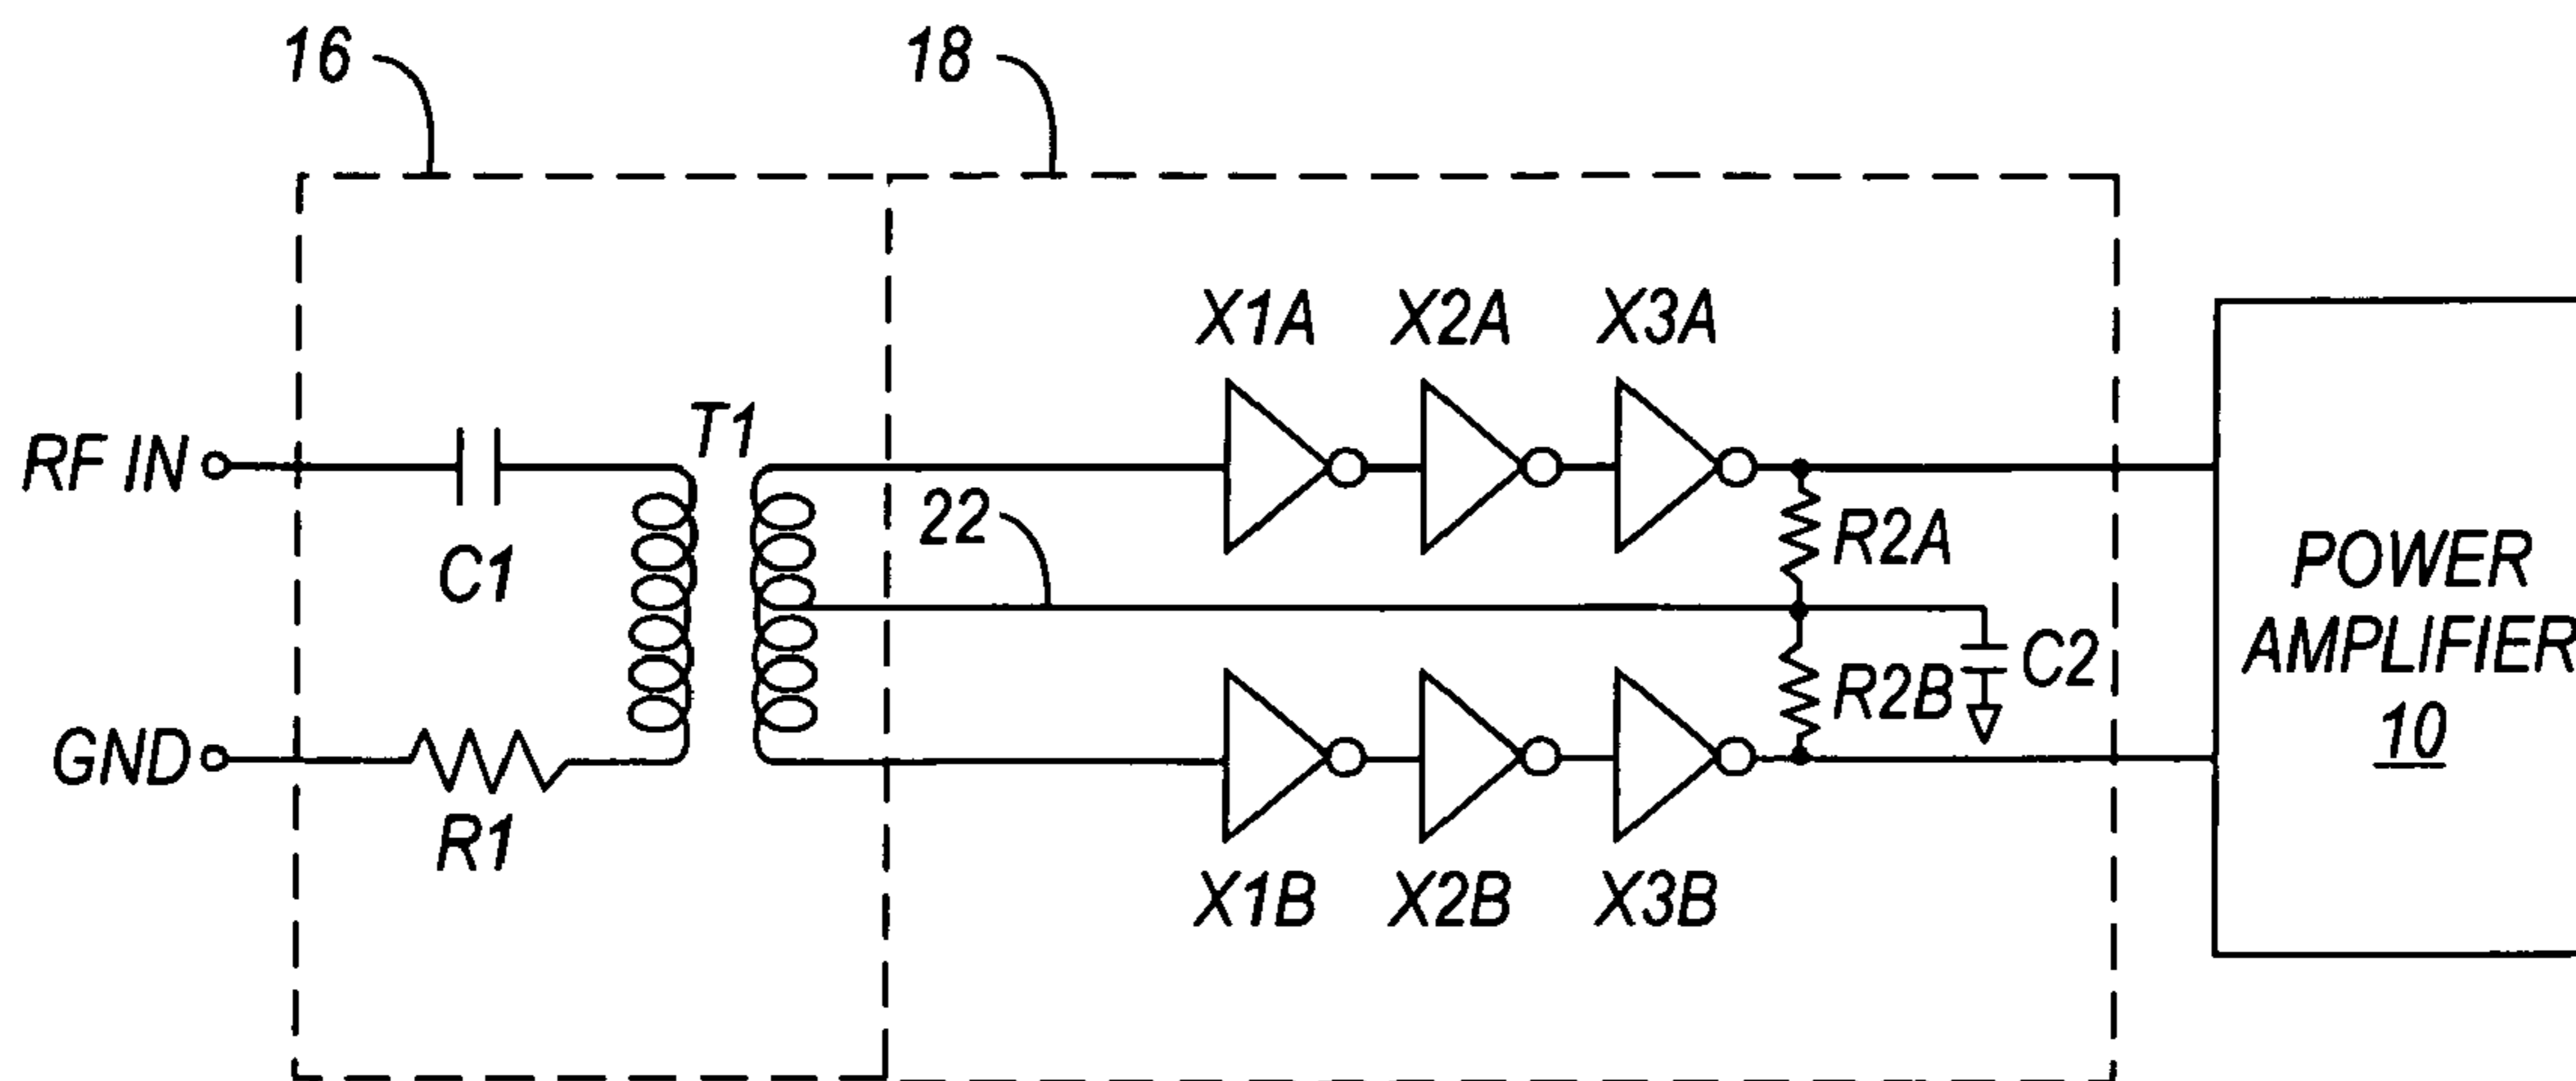 16
18
X1A X2A X3A
T1
RF IN
22
R2A
C1
POWER
AMPLIFIER
10
C2
R2B
GND
R1
X1B X2B X3B